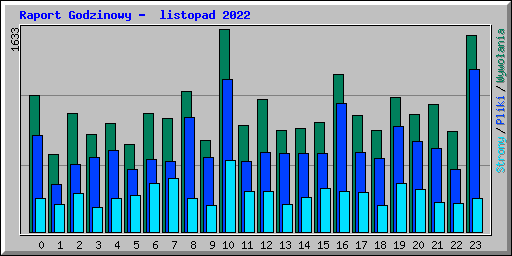 Raport Godzinowy -  listopad 2022
1633
Strony / Pliki / Wywolania
0 1 2 3 4 5 6 7 8 9 10 11 12 13 14 15 16 17 18 19 20 21 22 23